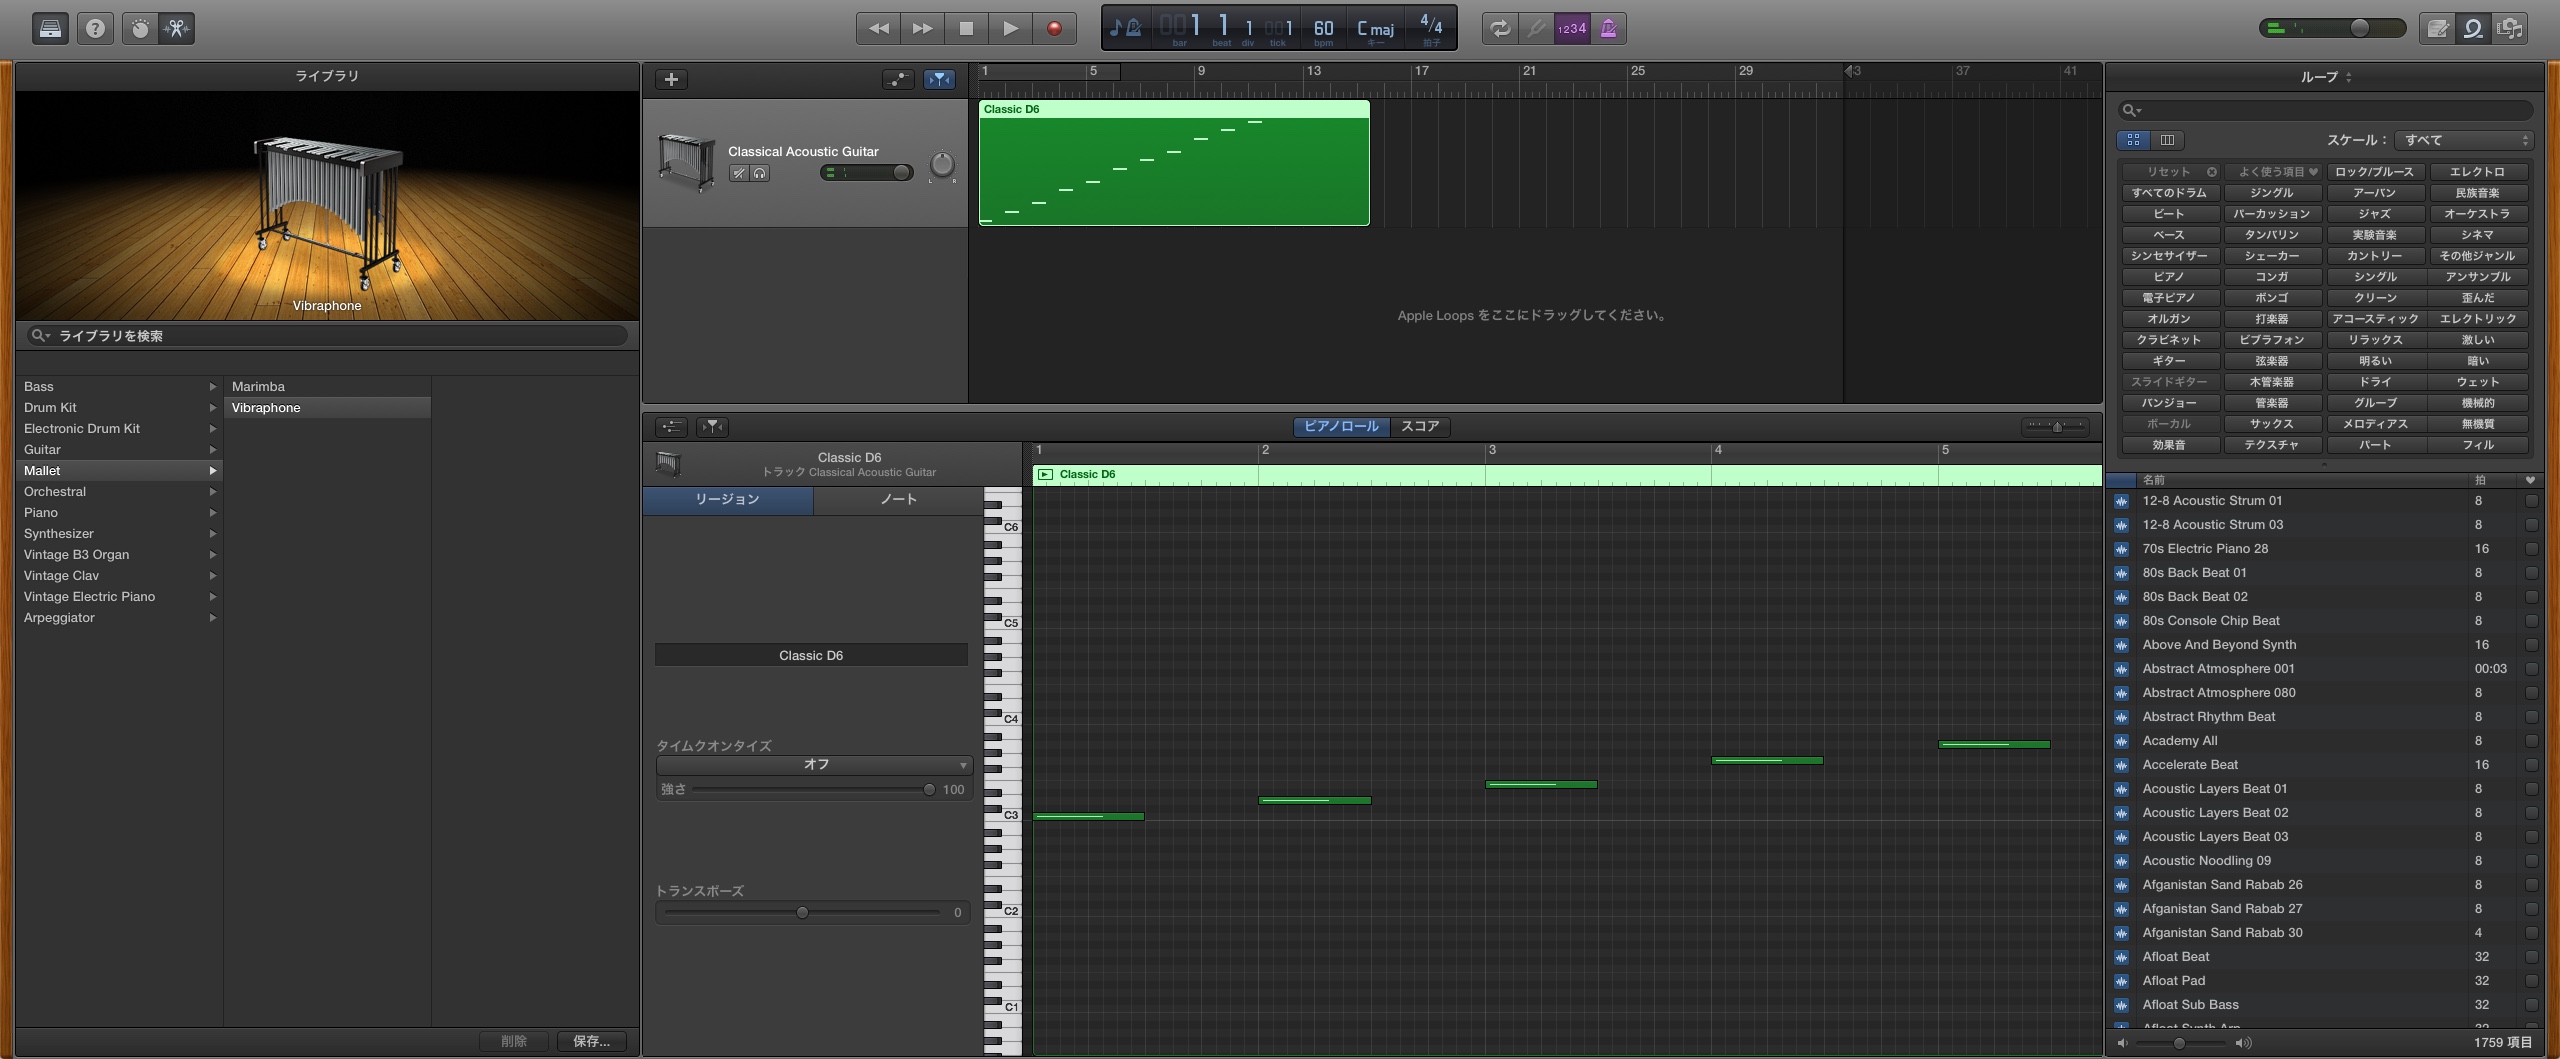 1 1 1 1 60 C maj 4/4
bar beat div tick bpm キー 拍子
1234
ライブラリ
Vibraphone
ライブラリを検索
Bass
Drum Kit
Electronic Drum Kit
Guitar
Mallet
Orchestral
Piano
Synthesizer
Vintage B3 Organ
Vintage Clav
Vintage Electric Piano
Arpeggiator
Marimba
Vibraphone
削除 保存...
1 5 9 13 17 21 25 29 33 37 41
Classical Acoustic Guitar
L R
Classic D6
Apple Loops をここにドラッグしてください。
ピアノロール スコア
Classic D6
トラック Classical Acoustic Guitar
リージョン ノート
Classic D6
タイムクオンタイズ
オフ
強さ 100
トランスポーズ
0
1 2 3 4 5
Classic D6
C6
C5
C4
C3
C2
C1
ループ
スケール： すべて
リセット よく使う項目 ロック/ブルース エレクトロ
すべてのドラム ジングル アーバン 民族音楽
ビート パーカッション ジャズ オーケストラ
ベース タンバリン 実験音楽 シネマ
シンセサイザー シェーカー カントリー その他ジャンル
ピアノ コンガ シングル アンサンブル
電子ピアノ ボンゴ クリーン 歪んだ
オルガン 打楽器 アコースティック エレクトリック
クラビネット ビブラフォン リラックス 激しい
ギター 弦楽器 明るい 暗い
スライドギター 木管楽器 ドライ ウェット
バンジョー 管楽器 グルーブ 機械的
ボーカル サックス メロディアス 無機質
効果音 テクスチャ パート フィル
名前 拍
12-8 Acoustic Strum 01 8
12-8 Acoustic Strum 03 8
70s Electric Piano 28 16
80s Back Beat 01 8
80s Back Beat 02 8
80s Console Chip Beat 8
Above And Beyond Synth 16
Abstract Atmosphere 001 00:03
Abstract Atmosphere 080 8
Abstract Rhythm Beat 8
Academy All 8
Accelerate Beat 16
Acoustic Layers Beat 01 8
Acoustic Layers Beat 02 8
Acoustic Layers Beat 03 8
Acoustic Noodling 09 8
Afganistan Sand Rabab 26 8
Afganistan Sand Rabab 27 8
Afganistan Sand Rabab 30 4
Afloat Beat 32
Afloat Pad 32
Afloat Sub Bass 32
Afloat Synth Arp 32
1759 項目